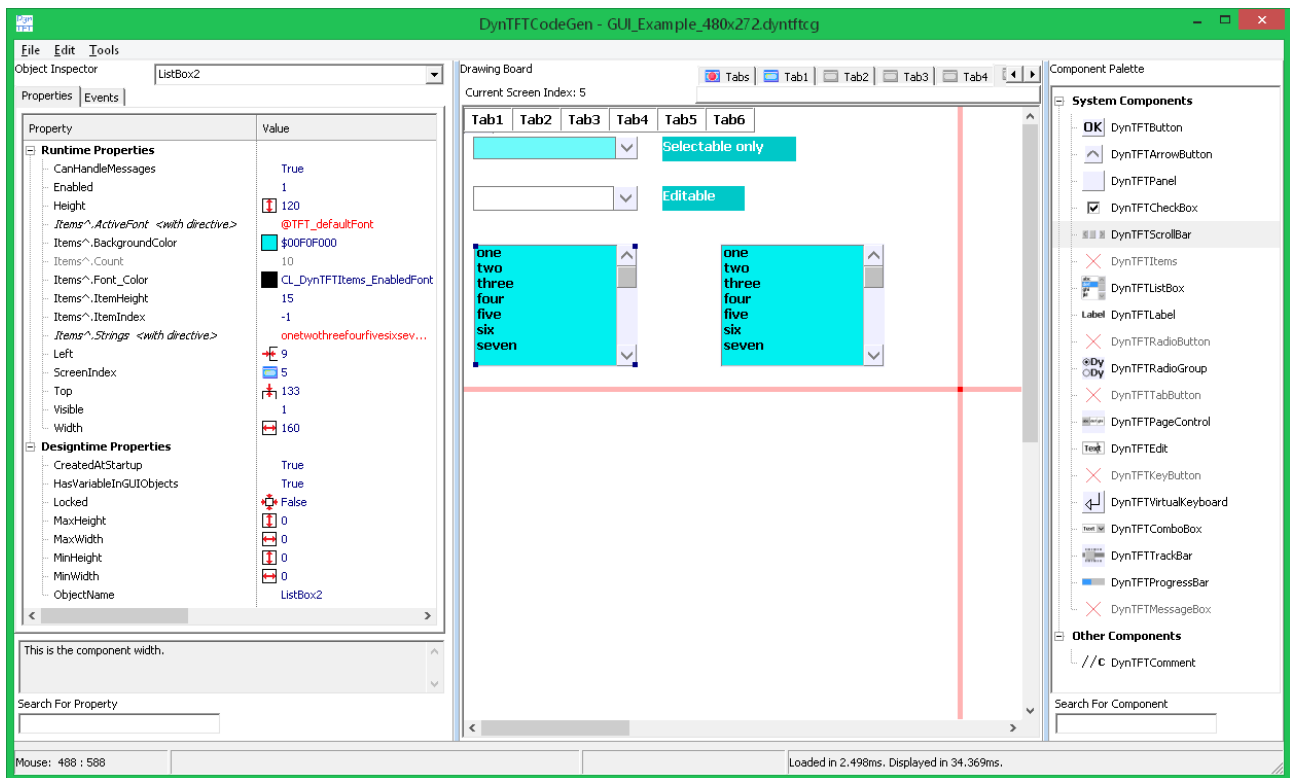 Dyn
TFT
DynTFTCodeGen - GUI_Example_480x272.dyntftcg
File Edit Tools
Object Inspector
ListBox2
Properties Events
Property Value
Runtime Properties
CanHandleMessages True
Enabled 1
Height 120
Items^.ActiveFont <with directive> @TFT_defaultFont
Items^.BackgroundColor $00F0F000
Items^.Count 10
Items^.Font_Color CL_DynTFTItems_EnabledFont
Items^.ItemHeight 15
Items^.ItemIndex -1
Items^.Strings <with directive> onetwothreefourfivesixsev...
Left 9
ScreenIndex 5
Top 133
Visible 1
Width 160
Designtime Properties
CreatedAtStartup True
HasVariableInGUIObjects True
Locked False
MaxHeight 0
MaxWidth 0
MinHeight 0
MinWidth 0
ObjectName ListBox2
This is the component width.
Search For Property
Drawing Board
Tabs Tab1 Tab2 Tab3 Tab4
Current Screen Index: 5
Tab1 Tab2 Tab3 Tab4 Tab5 Tab6
Selectable only
Editable
one
two
three
four
five
six
seven
one
two
three
four
five
six
seven
Component Palette
System Components
OK DynTFTButton
DynTFTArrowButton
DynTFTPanel
DynTFTCheckBox
DynTFTScrollBar
DynTFTItems
DynTFTListBox
Label DynTFTLabel
DynTFTRadioButton
Dy
Dy DynTFTRadioGroup
DynTFTTabButton
DynTFTPageControl
Text DynTFTEdit
DynTFTKeyButton
DynTFTVirtualKeyboard
Text DynTFTComboBox
DynTFTTrackBar
DynTFTProgressBar
DynTFTMessageBox
Other Components
//C DynTFTComment
Search For Component
Mouse: 488 : 588
Loaded in 2.498ms. Displayed in 34.369ms.